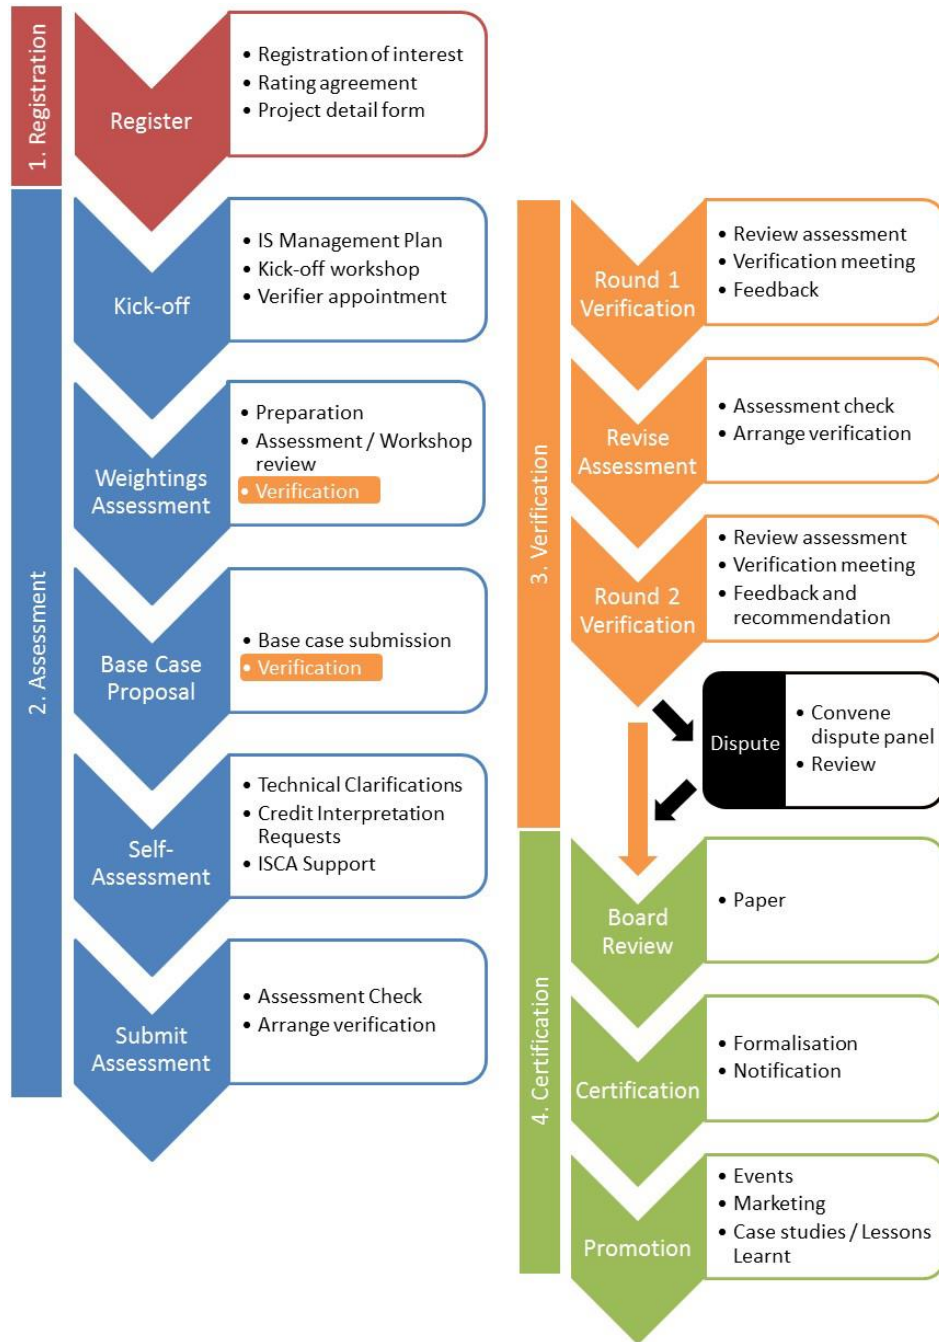 1. Registration
Register
• Registration of interest
• Rating agreement
• Project detail form
2. Assessment
Kick-off
• IS Management Plan
• Kick-off workshop
• Verifier appointment
Weightings
Assessment
• Preparation
• Assessment / Workshop
review
• Verification
Base Case
Proposal
• Base case submission
• Verification
Self-
Assessment
• Technical Clarifications
• Credit Interpretation
Requests
• ISCA Support
Submit
Assessment
• Assessment Check
• Arrange verification
3. Verification
Round 1
Verification
• Review assessment
• Verification meeting
• Feedback
Revise
Assessment
• Assessment check
• Arrange verification
Round 2
Verification
• Review assessment
• Verification meeting
• Feedback and
recommendation
Dispute
• Convene
dispute panel
• Review
4. Certification
Board
Review
• Paper
Certification
• Formalisation
• Notification
Promotion
• Events
• Marketing
• Case studies / Lessons
Learnt